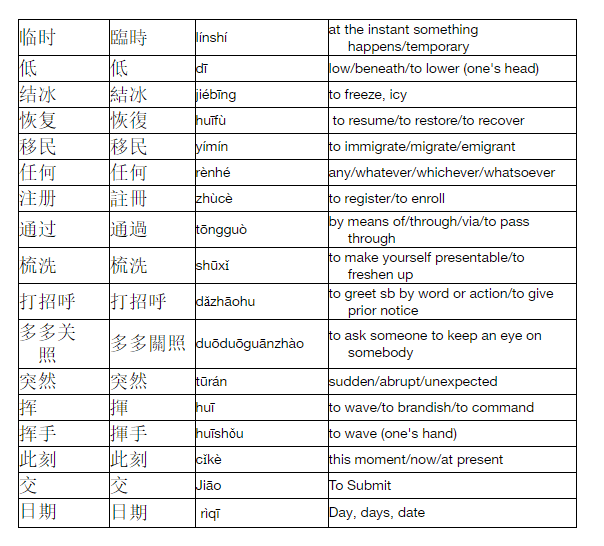 临时 臨時 línshí at the instant something
happens/temporary
低 低 dī low/beneath/to lower (one's head)
结冰 結冰 jiébīng to freeze, icy
恢复 恢復 huīfù to resume/to restore/to recover
移民 移民 yímín to immigrate/migrate/emigrant
任何 任何 rènhé any/whatever/whichever/whatsoever
注册 註冊 zhùcè to register/to enroll
通过 通過 tōngguò by means of/through/via/to pass
through
梳洗 梳洗 shūxǐ to make yourself presentable/to
freshen up
打招呼 打招呼 dǎzhāohu to greet sb by word or action/to give
prior notice
多多关
照 多多關照 duōduōguānzhào to ask someone to keep an eye on
somebody
突然 突然 tūrán sudden/abrupt/unexpected
挥 揮 huī to wave/to brandish/to command
挥手 揮手 huīshǒu to wave (one's hand)
此刻 此刻 cǐkè this moment/now/at present
交 交 Jiāo To Submit
日期 日期 rìqī Day, days, date